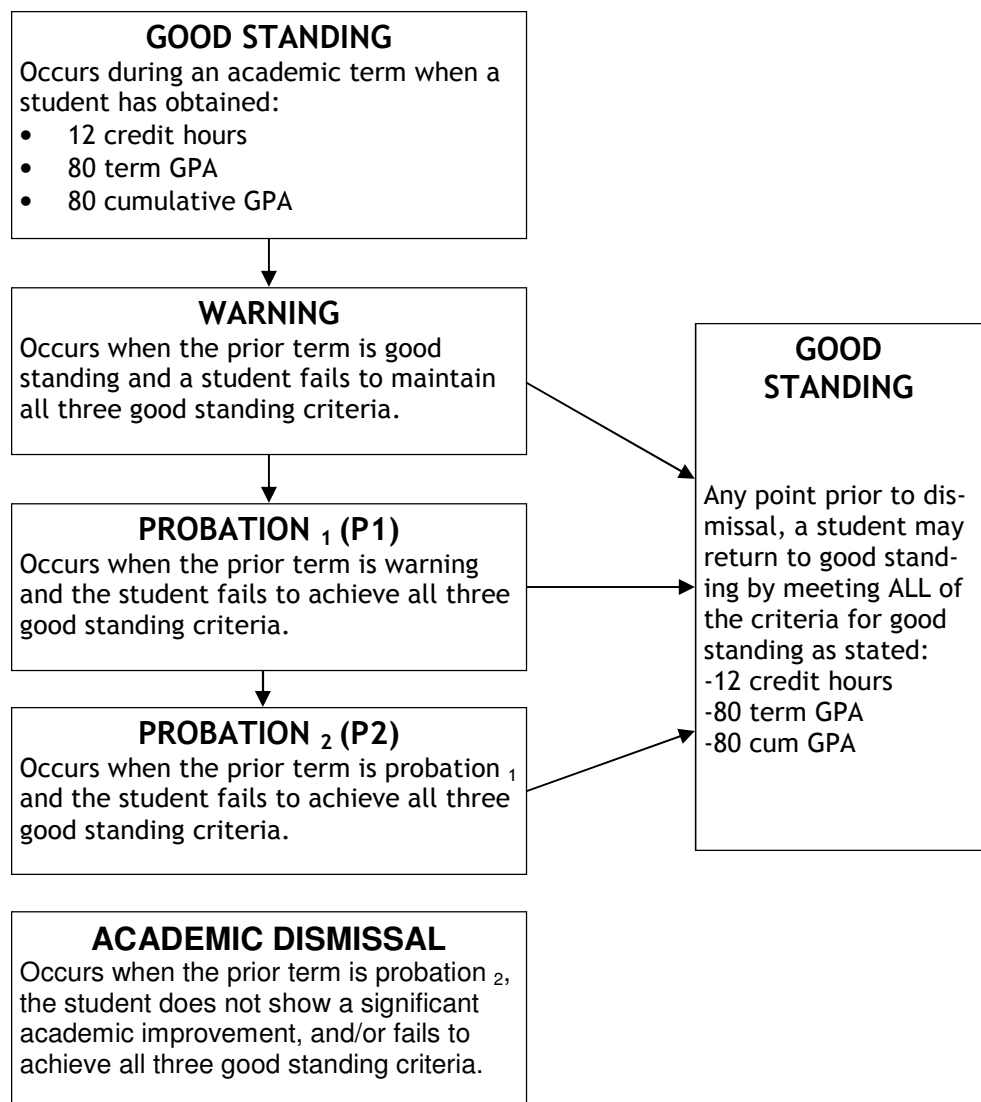 GOOD STANDING
Occurs during an academic term when a
student has obtained:
• 12 credit hours
• 80 term GPA
• 80 cumulative GPA
WARNING
Occurs when the prior term is good
standing and a student fails to maintain
all three good standing criteria.
PROBATION 1 (P1)
Occurs when the prior term is warning
and the student fails to achieve all three
good standing criteria.
PROBATION 2 (P2)
Occurs when the prior term is probation 1
and the student fails to achieve all three
good standing criteria.
ACADEMIC DISMISSAL
Occurs when the prior term is probation 2,
the student does not show a significant
academic improvement, and/or fails to
achieve all three good standing criteria.
GOOD
STANDING
Any point prior to dis-
missal, a student may
return to good stand-
ing by meeting ALL of
the criteria for good
standing as stated:
-12 credit hours
-80 term GPA
-80 cum GPA